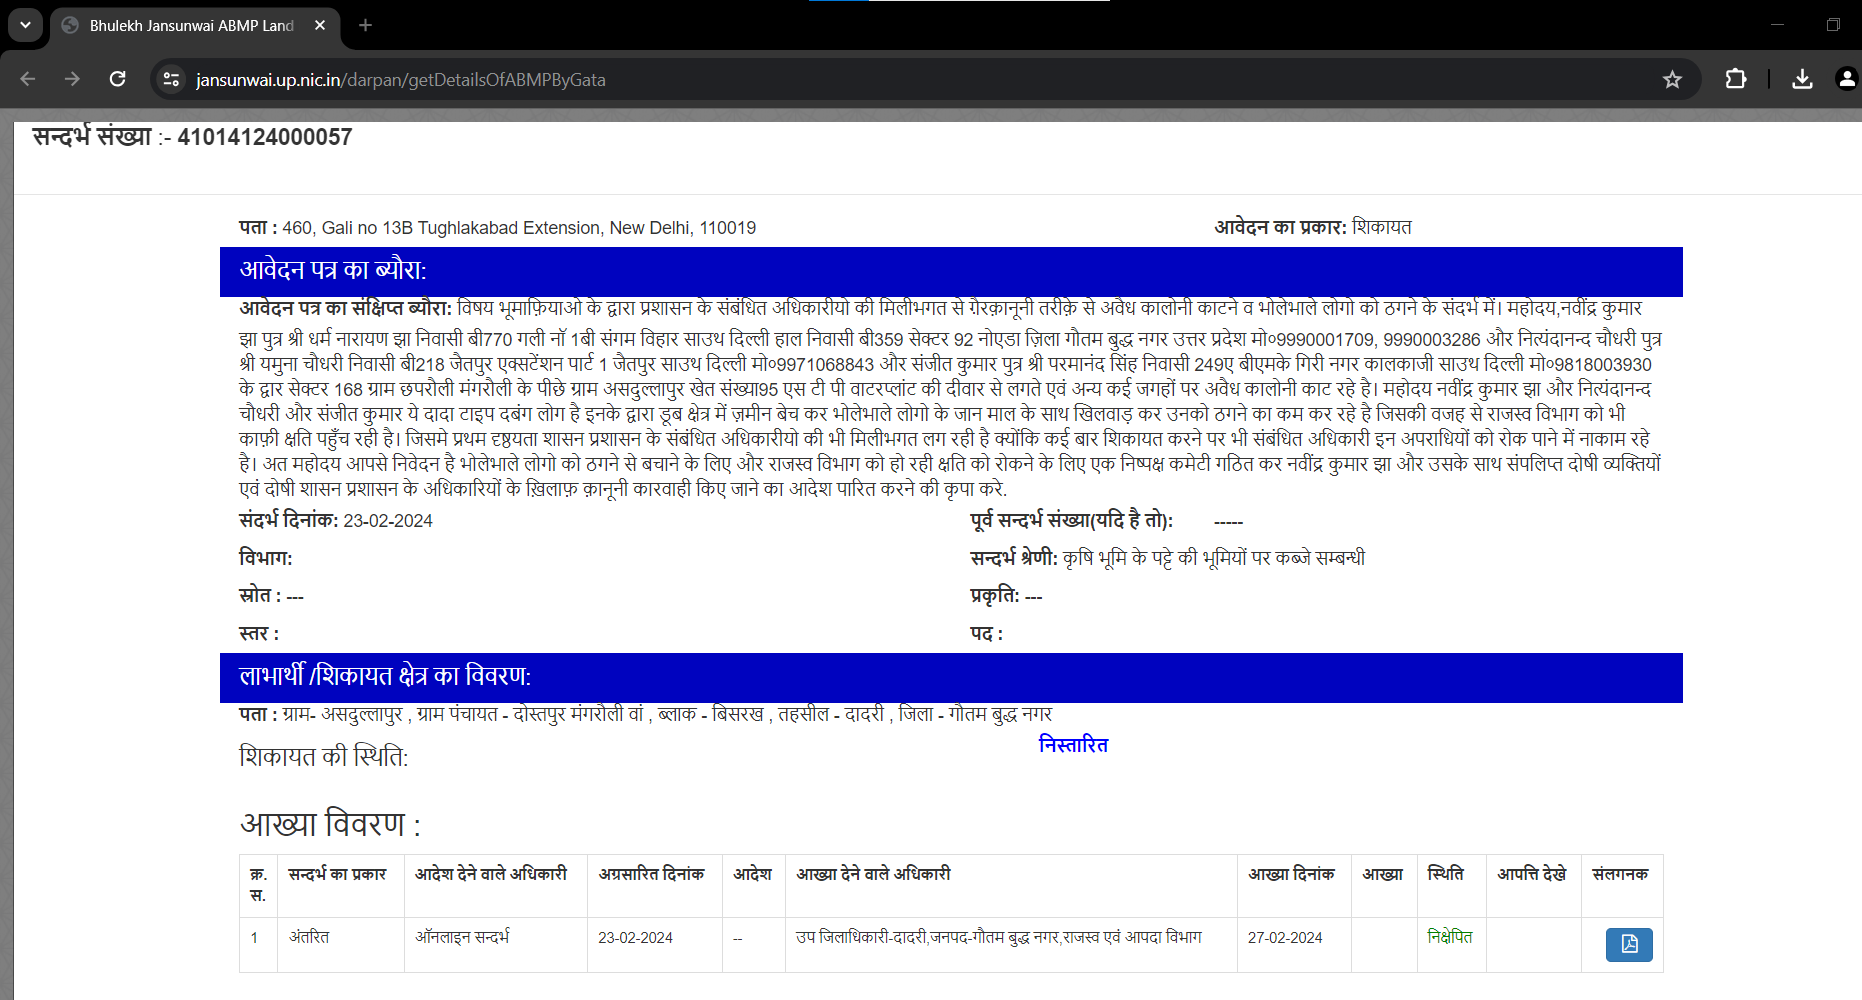 Bhulekh Jansunwai ABMP Land
jansunwai.up.nic.in/darpan/getDetailsOfABMPByGata
सन्दर्भ संख्या :- 41014124000057
पता : 460, Gali no 13B Tughlakabad Extension, New Delhi, 110019
आवेदन का प्रकार: शिकायत
आवेदन पत्र का ब्यौरा:
आवेदन पत्र का संक्षिप्त ब्यौरा: विषय भूमाफ़ियाओ के द्वारा प्रशासन के संबंधित अधिकारीयो की मिलीभगत से ग़ैरक़ानूनी तरीक़े से अवैध कालोनी काटने व भोलेभाले लोगो को ठगने के संदर्भ में। महोदय,नवींद्र कुमार
झा पुत्र श्री धर्म नारायण झा निवासी बी770 गली नॉ 1बी संगम विहार साउथ दिल्ली हाल निवासी बी359 सेक्टर 92 नोएडा ज़िला गौतम बुद्ध नगर उत्तर प्रदेश मो०9990001709, 9990003286 और नित्यंदानन्द चौधरी पुत्र
श्री यमुना चौधरी निवासी बी218 जैतपुर एक्सटेंशन पार्ट 1 जैतपुर साउथ दिल्ली मो०9971068843 और संजीत कुमार पुत्र श्री परमानंद सिंह निवासी 249ए बीएमके गिरी नगर कालकाजी साउथ दिल्ली मो०9818003930
के द्वार सेक्टर 168 ग्राम छपरौली मंगरौली के पीछे ग्राम असदुल्लापुर खेत संख्या95 एस टी पी वाटरप्लांट की दीवार से लगते एवं अन्य कई जगहों पर अवैध कालोनी काट रहे है। महोदय नवींद्र कुमार झा और नित्यंदानन्द
चौधरी और संजीत कुमार ये दादा टाइप दबंग लोग है इनके द्वारा डूब क्षेत्र में ज़मीन बेच कर भोलेभाले लोगो के जान माल के साथ खिलवाड़ कर उनको ठगने का कम कर रहे है जिसकी वजह से राजस्व विभाग को भी
काफ़ी क्षति पहुँच रही है। जिसमे प्रथम दृष्ठयता शासन प्रशासन के संबंधित अधिकारीयो की भी मिलीभगत लग रही है क्योंकि कई बार शिकायत करने पर भी संबंधित अधिकारी इन अपराधियों को रोक पाने में नाकाम रहे
है। अत महोदय आपसे निवेदन है भोलेभाले लोगो को ठगने से बचाने के लिए और राजस्व विभाग को हो रही क्षति को रोकने के लिए एक निष्पक्ष कमेटी गठित कर नवींद्र कुमार झा और उसके साथ संपलिप्त दोषी व्यक्तियों
एवं दोषी शासन प्रशासन के अधिकारियों के ख़िलाफ़ क़ानूनी कारवाही किए जाने का आदेश पारित करने की कृपा करे.
संदर्भ दिनांक: 23-02-2024
पूर्व सन्दर्भ संख्या(यदि है तो): -----
विभाग:
सन्दर्भ श्रेणी: कृषि भूमि के पट्टे की भूमियों पर कब्जे सम्बन्धी
स्रोत : ---
प्रकृति: ---
स्तर :
पद :
लाभार्थी /शिकायत क्षेत्र का विवरण:
पता : ग्राम- असदुल्लापुर , ग्राम पंचायत - दोस्तपुर मंगरौली वां , ब्लाक - बिसरख , तहसील - दादरी , जिला - गौतम बुद्ध नगर
शिकायत की स्थिति:
निस्तारित
आख्या विवरण :
क्र. स. सन्दर्भ का प्रकार आदेश देने वाले अधिकारी अग्रसारित दिनांक आदेश आख्या देने वाले अधिकारी आख्या दिनांक आख्या स्थिति आपत्ति देखे संलगनक
1 अंतरित ऑनलाइन सन्दर्भ 23-02-2024 -- उप जिलाधिकारी-दादरी,जनपद-गौतम बुद्ध नगर,राजस्व एवं आपदा विभाग 27-02-2024 निक्षेपित